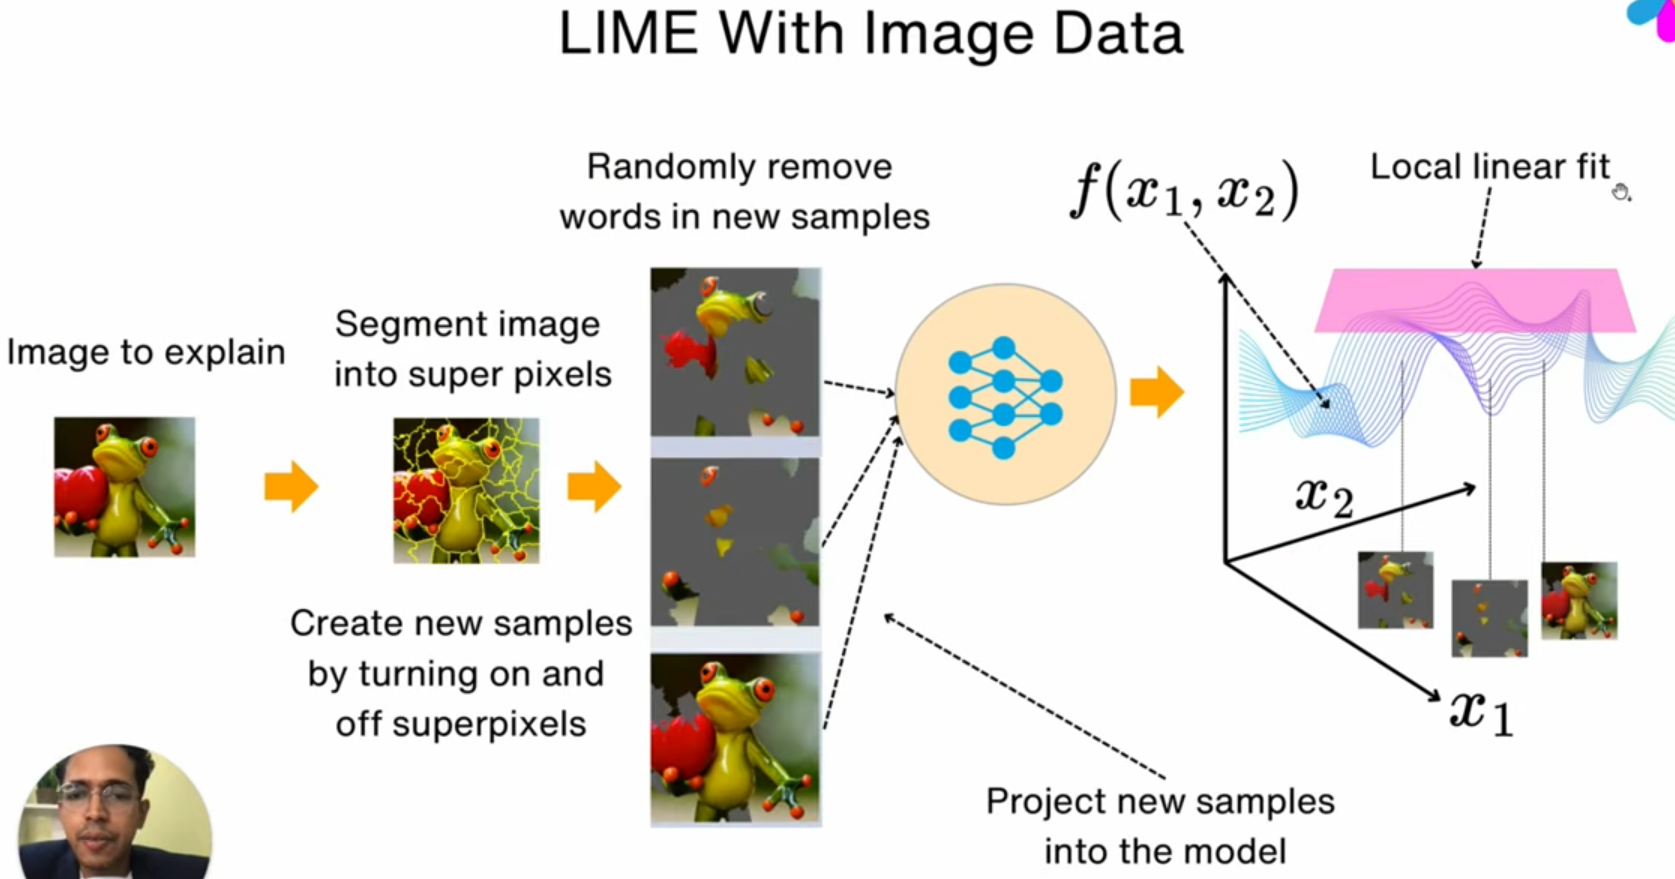 LIME With Image Data
Image to explain
Segment image
into super pixels
Create new samples
by turning on and
off superpixels
Randomly remove
words in new samples
Project new samples
into the model
f(x₁, x₂)
Local linear fit
x₂
x₁